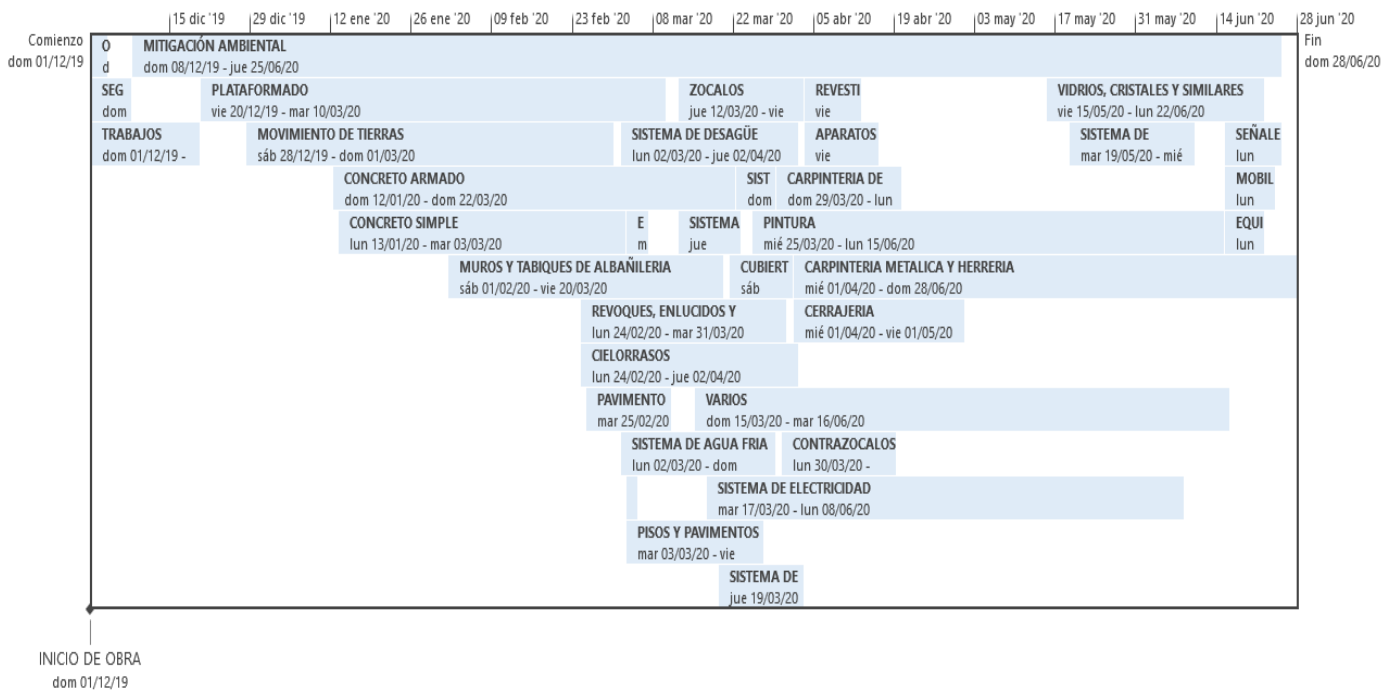 15 dic '19 29 dic '19 12 ene '20 26 ene '20 09 feb '20 23 feb '20 08 mar '20 22 mar '20 05 abr '20 19 abr '20 03 may '20 17 may '20 31 may '20 14 jun '20 28 jun '20
Comienzo
dom 01/12/19
Fin
dom 28/06/20
O
d
MITIGACIÓN AMBIENTAL
dom 08/12/19 - jue 25/06/20
SEG
dom
PLATAFORMADO
vie 20/12/19 - mar 10/03/20
ZOCALOS
jue 12/03/20 - vie
REVESTI
vie
VIDRIOS, CRISTALES Y SIMILARES
vie 15/05/20 - lun 22/06/20
TRABAJOS
dom 01/12/19 -
MOVIMIENTO DE TIERRAS
sáb 28/12/19 - dom 01/03/20
SISTEMA DE DESAGÜE
lun 02/03/20 - jue 02/04/20
APARATOS
vie
SISTEMA DE
mar 19/05/20 - mié
SEÑALE
lun
CONCRETO ARMADO
dom 12/01/20 - dom 22/03/20
SIST
dom
CARPINTERIA DE
dom 29/03/20 - lun
MOBIL
lun
CONCRETO SIMPLE
lun 13/01/20 - mar 03/03/20
E
m
SISTEMA
jue
PINTURA
mié 25/03/20 - lun 15/06/20
EQUI
lun
MUROS Y TABIQUES DE ALBAÑILERIA
sáb 01/02/20 - vie 20/03/20
CUBIERT
sáb
CARPINTERIA METALICA Y HERRERIA
mié 01/04/20 - dom 28/06/20
REVOQUES, ENLUCIDOS Y
lun 24/02/20 - mar 31/03/20
CERRAJERIA
mié 01/04/20 - vie 01/05/20
CIELORRASOS
lun 24/02/20 - jue 02/04/20
PAVIMENTO
mar 25/02/20
VARIOS
dom 15/03/20 - mar 16/06/20
SISTEMA DE AGUA FRIA
lun 02/03/20 - dom
CONTRAZOCALOS
lun 30/03/20 -
SISTEMA DE ELECTRICIDAD
mar 17/03/20 - lun 08/06/20
PISOS Y PAVIMENTOS
mar 03/03/20 - vie
SISTEMA DE
jue 19/03/20
INICIO DE OBRA
dom 01/12/19